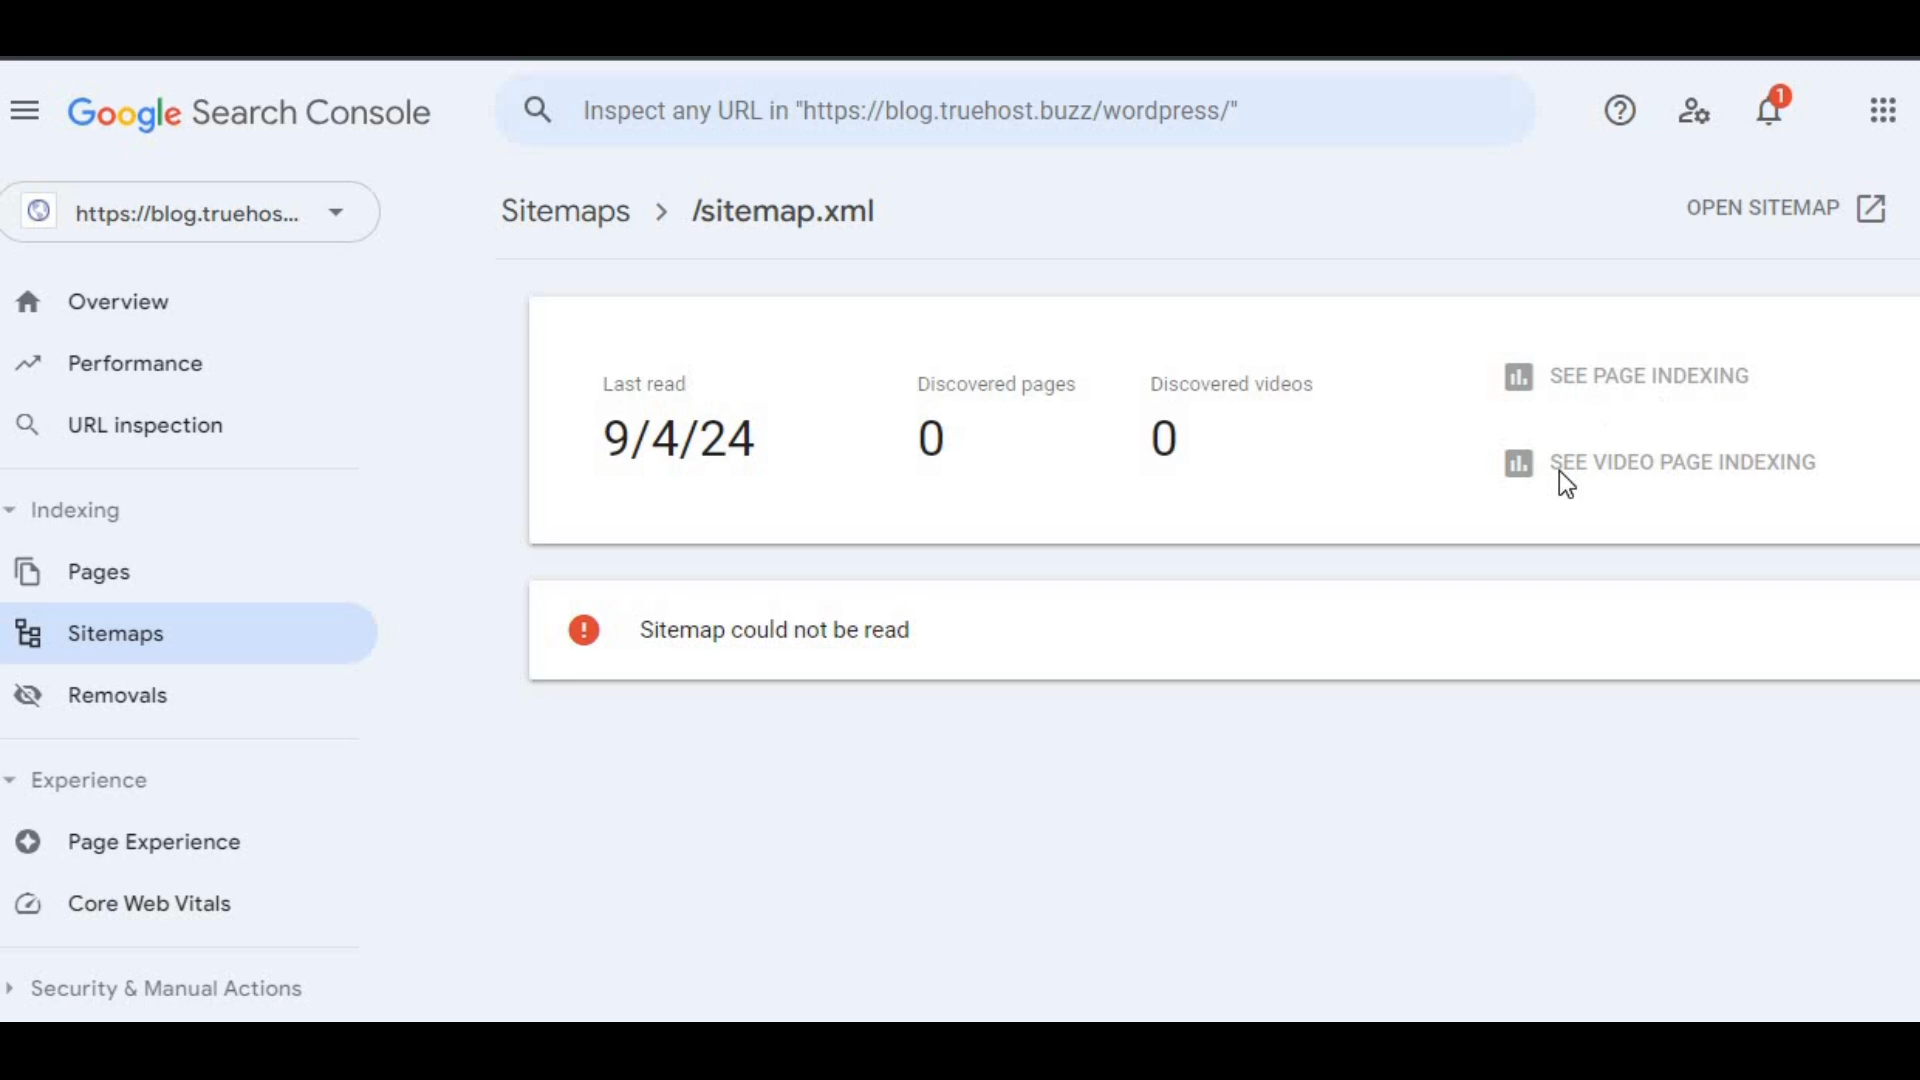 Google Search Console
Inspect any URL in "https://blog.truehost.buzz/wordpress/"
1
https://blog.truehos...
Sitemaps > /sitemap.xml
OPEN SITEMAP
Overview
Performance
URL inspection
Indexing
Pages
Sitemaps
Removals
Experience
Page Experience
Core Web Vitals
Security & Manual Actions
Last read
9/4/24
Discovered pages
0
Discovered videos
0
SEE PAGE INDEXING
SEE VIDEO PAGE INDEXING
Sitemap could not be read